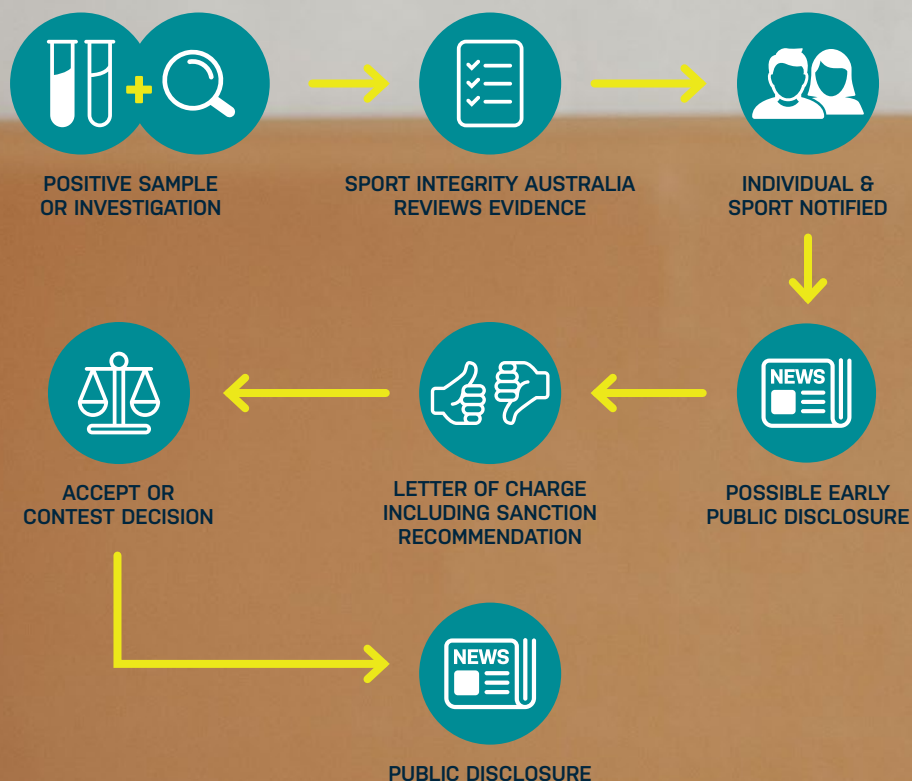 POSITIVE SAMPLE
OR INVESTIGATION
SPORT INTEGRITY AUSTRALIA
REVIEWS EVIDENCE
INDIVIDUAL &
SPORT NOTIFIED
NEWS
POSSIBLE EARLY
PUBLIC DISCLOSURE
LETTER OF CHARGE
INCLUDING SANCTION
RECOMMENDATION
ACCEPT OR
CONTEST DECISION
NEWS
PUBLIC DISCLOSURE